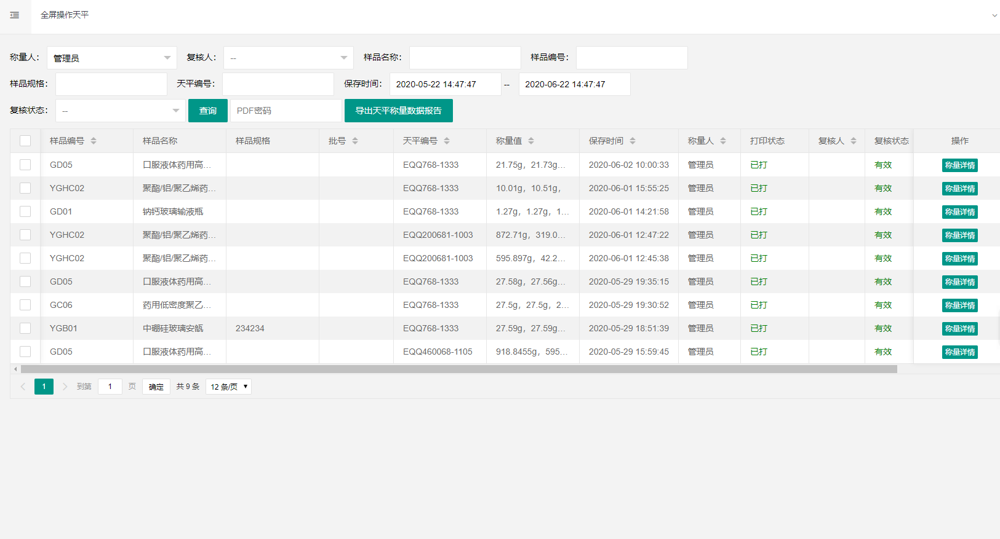 全屏操作天平
称量人： 管理员 复核人： -- 样品名称： 样品编号：
样品规格： 天平编号： 保存时间： 2020-05-22 14:47:47 -- 2020-06-22 14:47:47
复核状态： -- 查询 PDF密码 导出天平称量数据报告
样品编号 样品名称 样品规格 批号 天平编号 称量值 保存时间 称量人 打印状态 复核人 复核状态 操作
GD05 口服液体药用高... EQQ768-1333 21.75g，21.73g... 2020-06-02 10:00:33 管理员 已打 有效 称量详情
YGHC02 聚酯/铝/聚乙烯药... EQQ768-1333 10.01g，10.51g， 2020-06-01 15:55:25 管理员 已打 有效 称量详情
GD01 钠钙玻璃输液瓶 EQQ768-1333 1.27g，1.27g，1... 2020-06-01 14:21:58 管理员 已打 有效 称量详情
YGHC02 聚酯/铝/聚乙烯药... EQQ200681-1003 872.71g，319.0... 2020-06-01 12:47:22 管理员 已打 有效 称量详情
YGHC02 聚酯/铝/聚乙烯药... EQQ200681-1003 595.897g，42.2... 2020-06-01 12:45:38 管理员 已打 有效 称量详情
GD05 口服液体药用高... EQQ768-1333 27.58g，27.56g... 2020-05-29 19:35:15 管理员 已打 有效 称量详情
GC06 药用低密度聚乙... EQQ768-1333 27.5g，27.5g，2... 2020-05-29 19:30:52 管理员 已打 有效 称量详情
YGB01 中硼硅玻璃安瓿 234234 EQQ768-1333 27.59g，27.59g... 2020-05-29 18:51:39 管理员 已打 有效 称量详情
GD05 口服液体药用高... EQQ460068-1105 918.8455g，595... 2020-05-29 15:59:45 管理员 已打 有效 称量详情
1 到第 1 页 确定 共 9 条 12 条/页